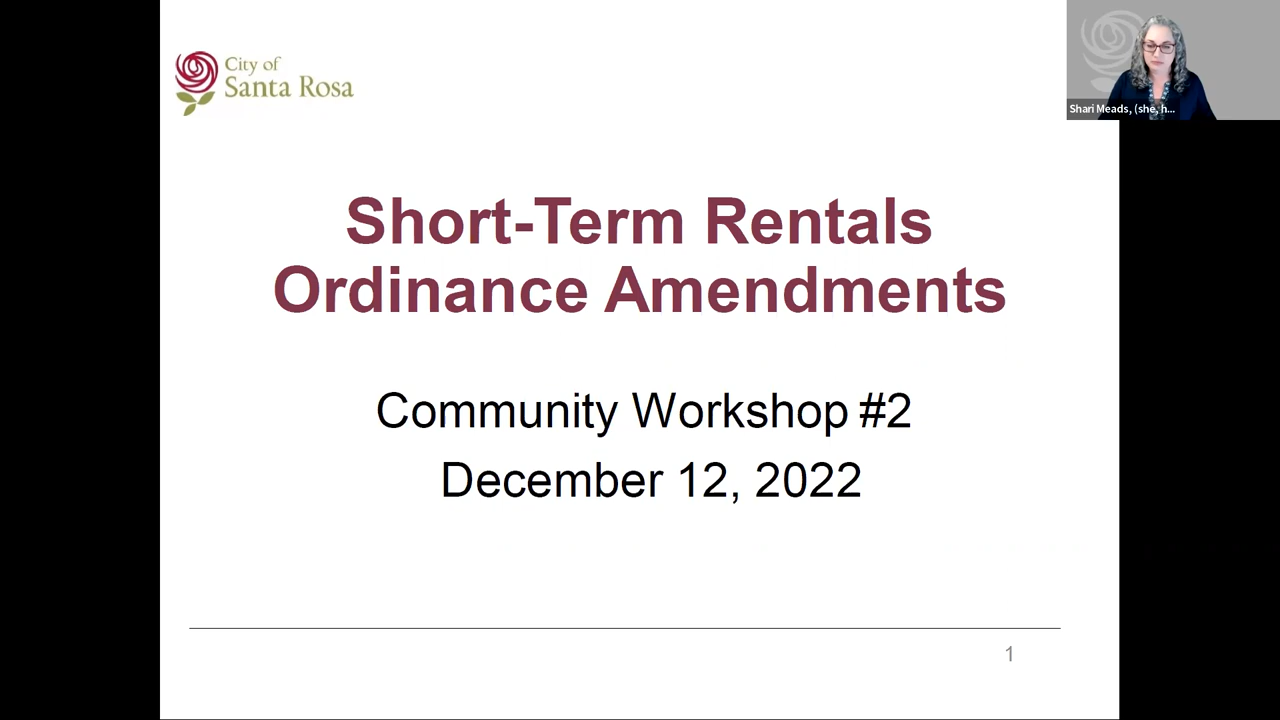 City of
Santa Rosa
Shari Meads, (she, h...
Short-Term Rentals
Ordinance Amendments
Community Workshop #2
December 12, 2022
1